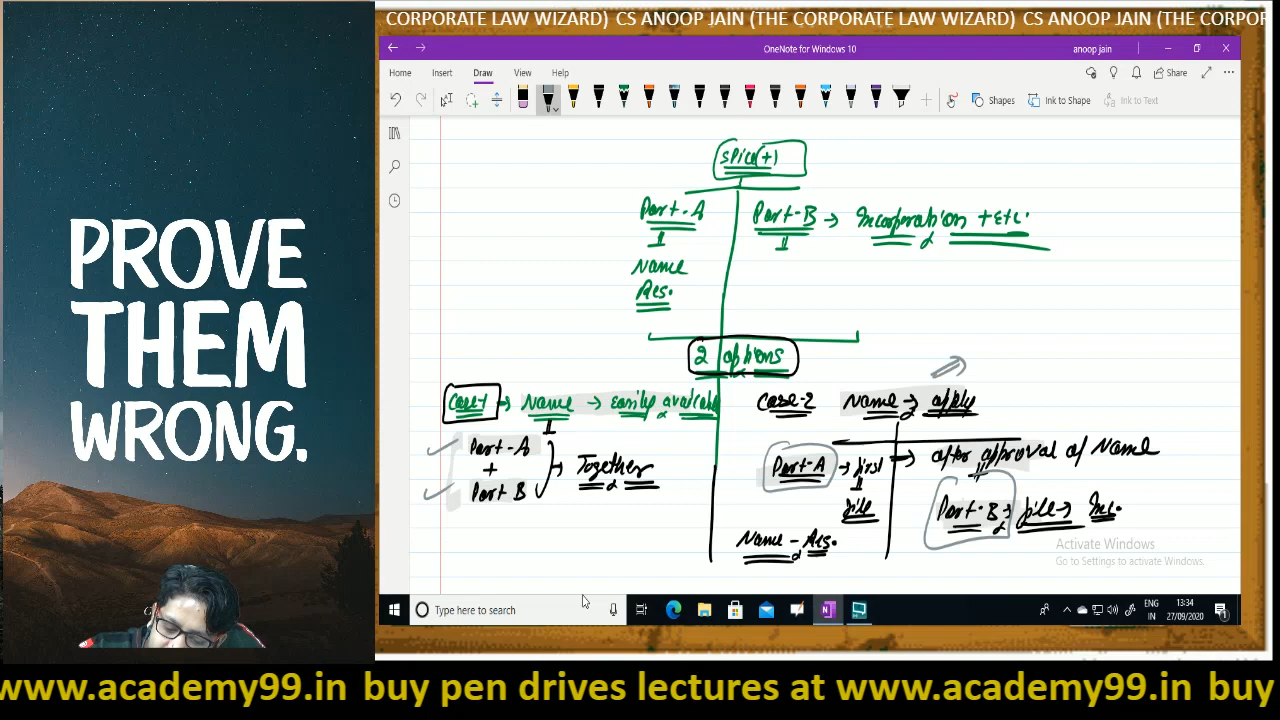 CORPORATE LAW WIZARD) CS ANOOP JAIN (THE CORPORATE LAW WIZARD) CS ANOOP JAIN (THE CORPOR
OneNote for Windows 10
anoop jain
Home Insert Draw View Help
Share
Shapes Ink to Shape Ink to Text
PROVE
THEM
WRONG.
SPice(+)
Part-A
Part-B → Incorporation + Etc.
Name
Res.
2 options
Case-1 → Name → easily available
Part-A
+
Part B
Together
Case-2 Name → apply
Part-A → first
file
Name - Res.
→ after approval of Name
Part-B → file → Inc.
Activate Windows
Go to Settings to activate Windows.
Type here to search
ENG
IN
13:34
27/09/2020
www.academy99.in buy pen drives lectures at www.academy99.in buy